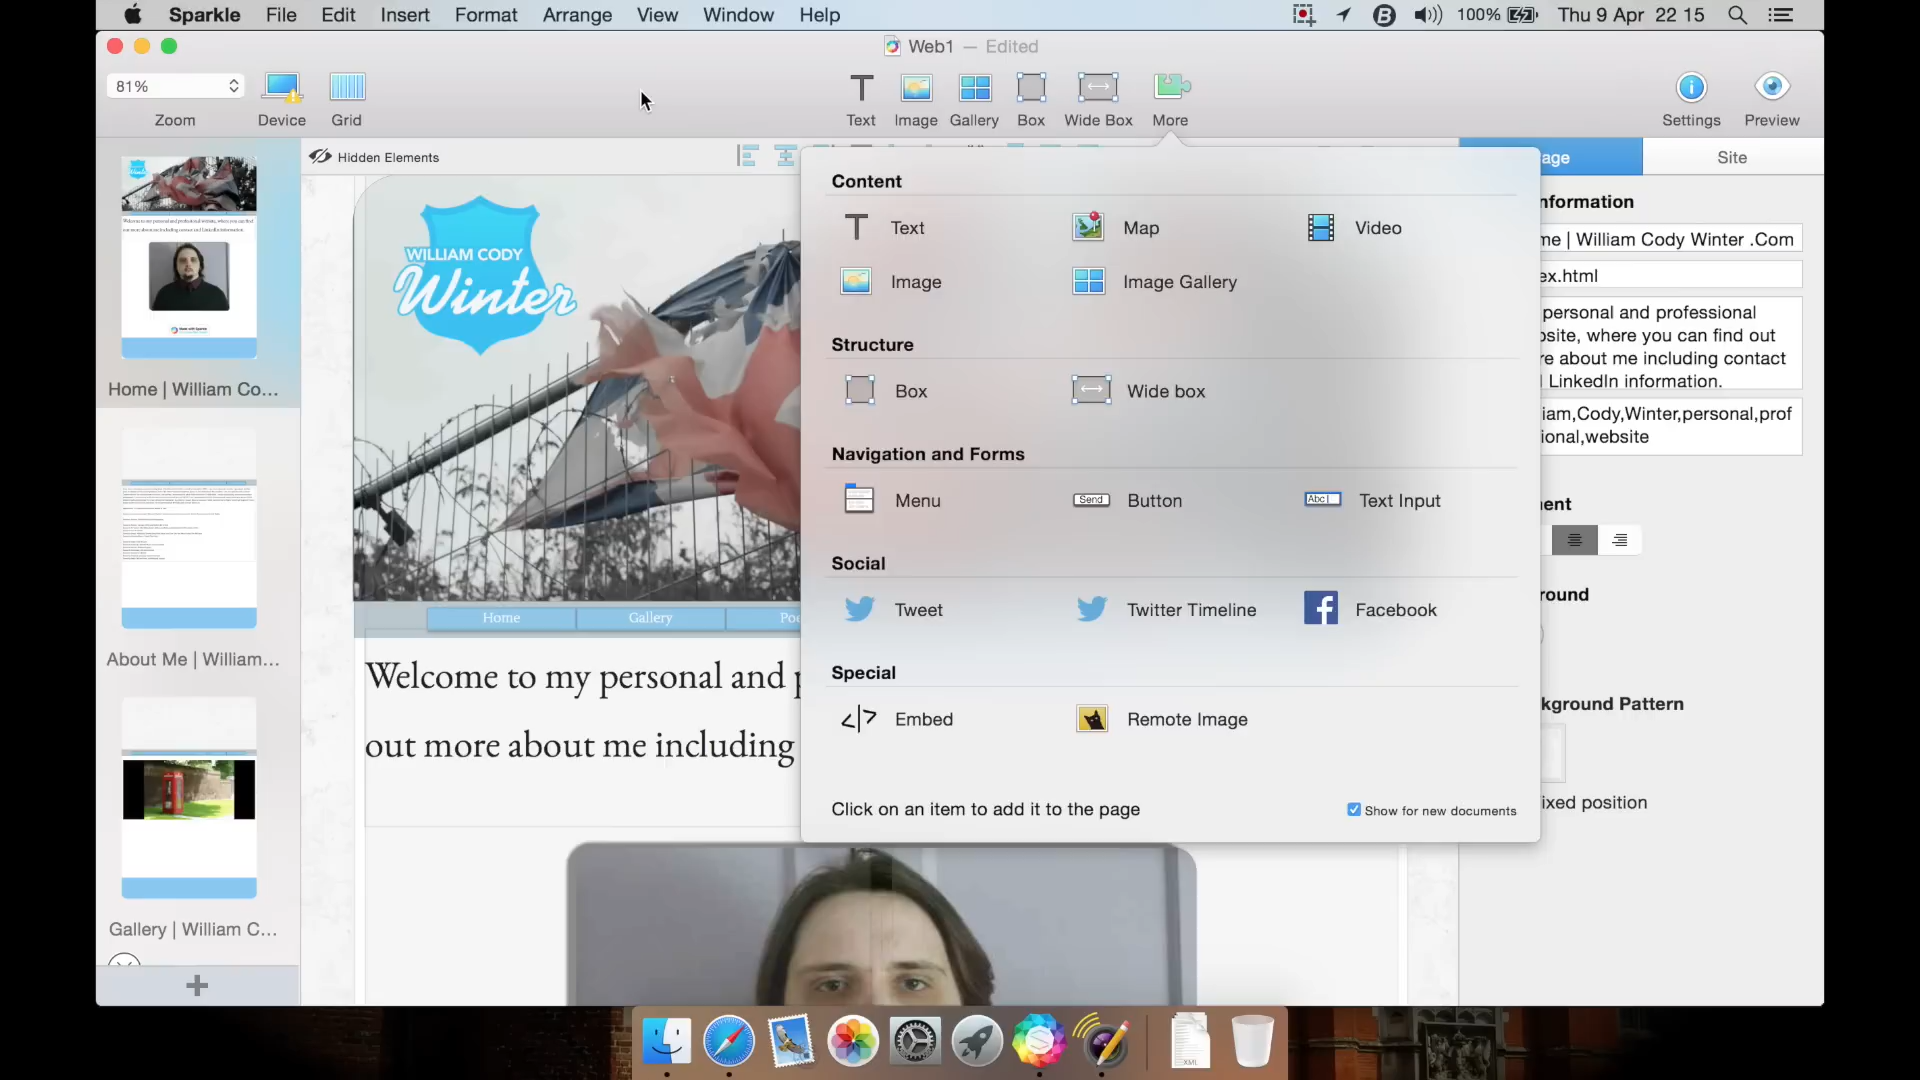 Sparkle File Edit Insert Format Arrange View Window Help
100% Thu 9 Apr 22 15
Web1 — Edited
81%
Zoom Device Grid Text Image Gallery Box Wide Box More Settings Preview
Hidden Elements
age Site
Content
Text Map Video
Image Image Gallery
Structure
Box Wide box
Navigation and Forms
Menu Send Button Abc Text Input
Social
Tweet Twitter Timeline Facebook
Special
Embed Remote Image
Click on an item to add it to the page
Show for new documents
nformation
me | William Cody Winter .Com
ex.html
personal and professional
site, where you can find out
re about me including contact
LinkedIn information.
iam,Cody,Winter,personal,prof
ional,website
ent
round
kground Pattern
ixed position
WILLIAM CODY
Winter
Home Gallery Poe
Welcome to my personal and p
out more about me including
Home | William Co...
About Me | William...
Gallery | William C...
XML